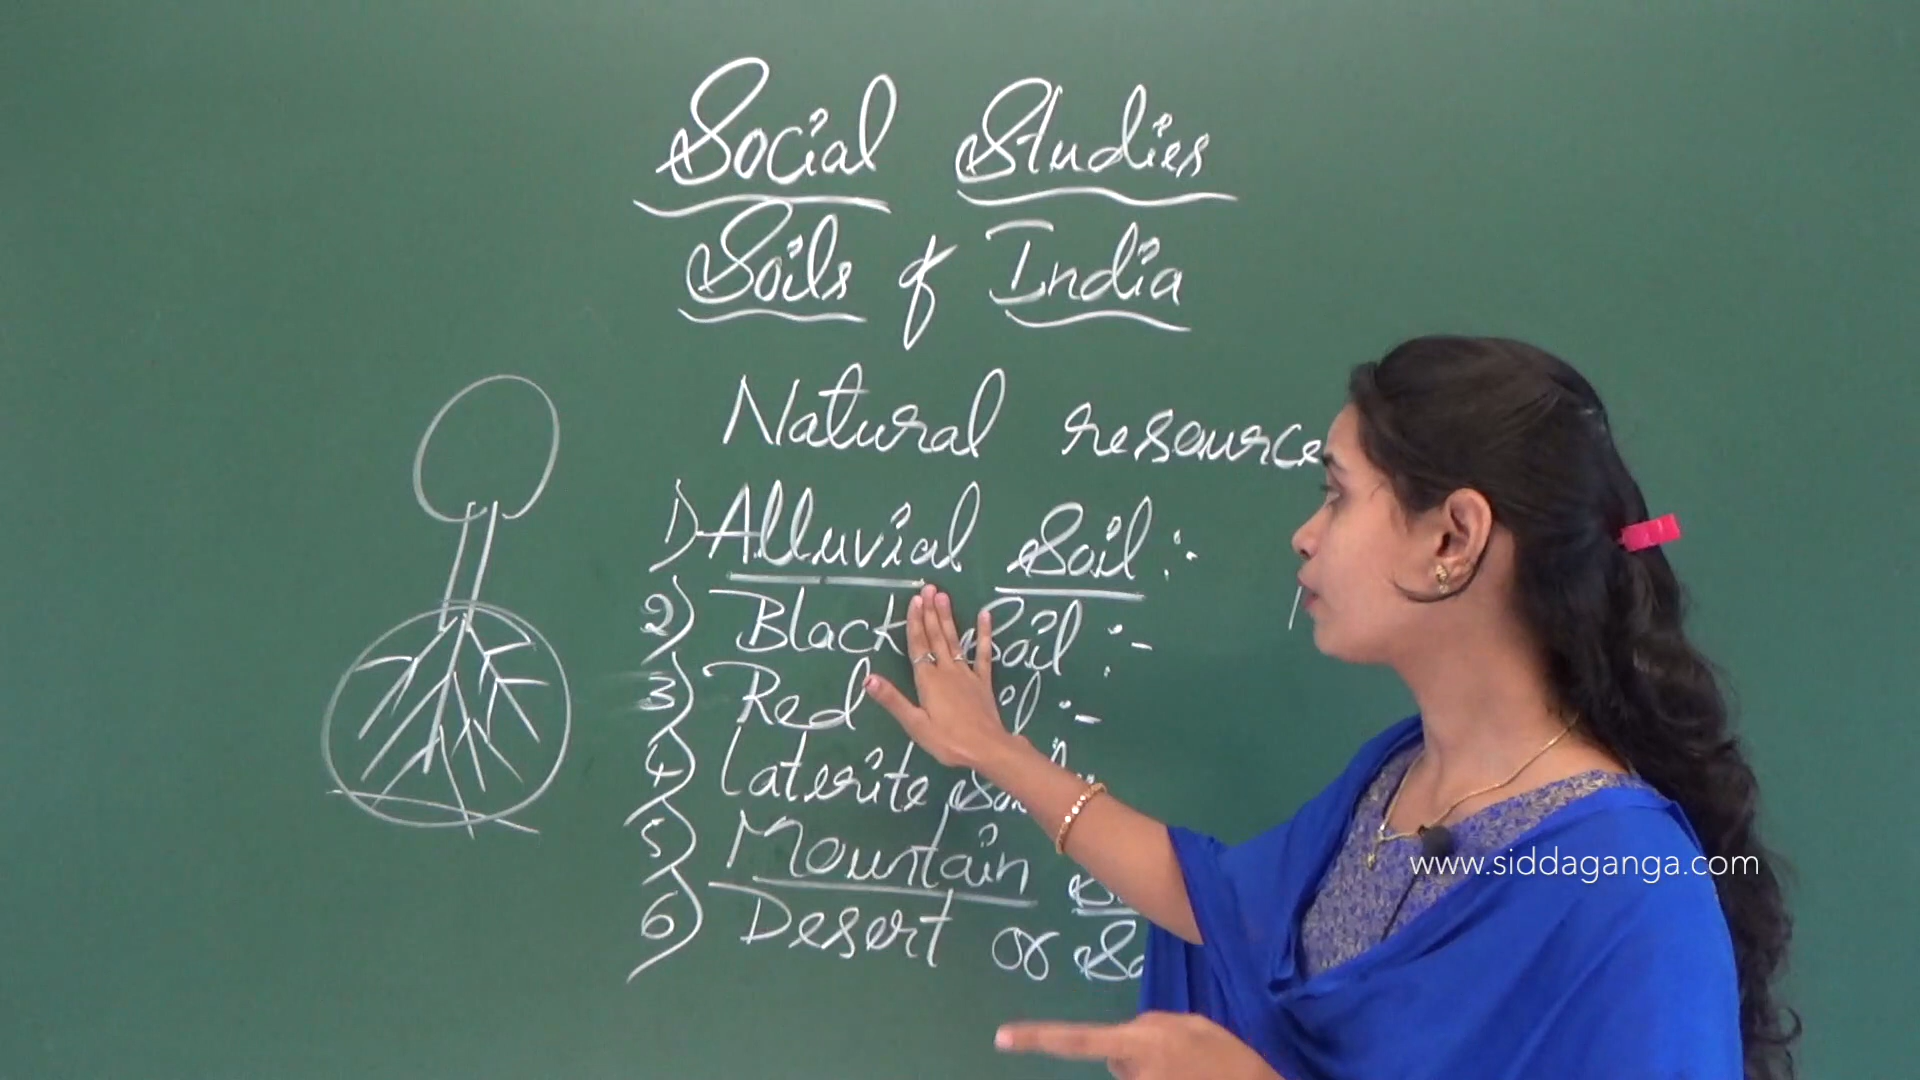 Social Studies
Soils of India
Natural resource
1) Alluvial Soil :-
2) Black Soil :-
3) Red :-
4) Laterite
5) Mountain
6) Desert or
www.siddaganga.com